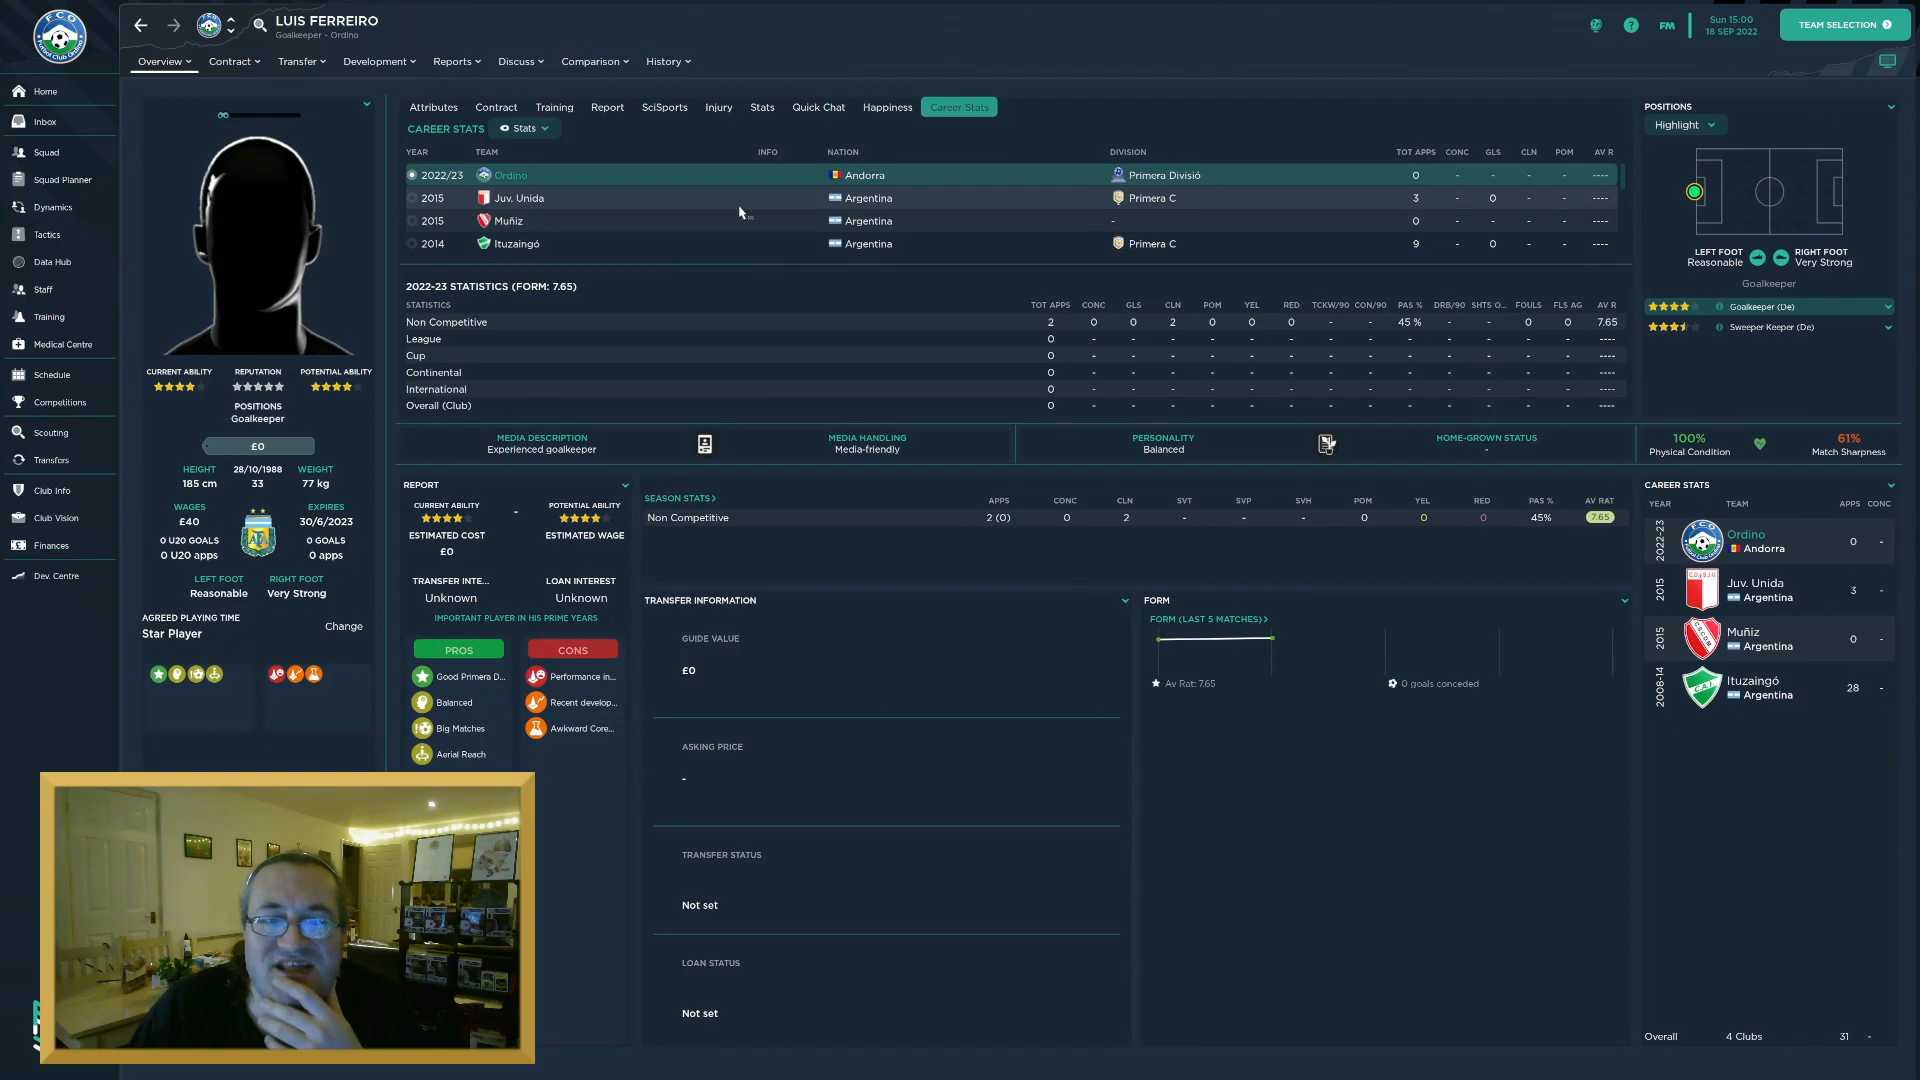 LUIS FERREIRO
Goalkeeper - Ordino
Sun 15:00
18 SEP 2022
FM
TEAM SELECTION
Overview Contract Transfer Development Reports Discuss Comparison History
Home
Inbox
Squad
Squad Planner
Dynamics
Tactics
Data Hub
Staff
Training
Medical Centre
Schedule
Competitions
Scouting
Transfers
Club Info
Club Vision
Finances
Dev. Centre
CURRENT ABILITY REPUTATION POTENTIAL ABILITY
POSITIONS
Goalkeeper
£0
HEIGHT 28/10/1988 WEIGHT
185 cm 33 77 kg
WAGES EXPIRES
£40 30/6/2023
0 U20 GOALS 0 GOALS
0 U20 apps 0 apps
LEFT FOOT RIGHT FOOT
Reasonable Very Strong
AGREED PLAYING TIME
Star Player Change
Attributes Contract Training Report SciSports Injury Stats Quick Chat Happiness Career Stats
CAREER STATS Stats
YEAR TEAM INFO NATION DIVISION TOT APPS CONC GLS CLN POM AV R
2022/23 Ordino Andorra Primera Divisió 0 - - - - ----
2015 Juv. Unida Argentina Primera C 3 - 0 - - ----
2015 Muñiz Argentina - 0 - - - - ----
2014 Ituzaingó Argentina Primera C 9 - 0 - - ----
2022-23 STATISTICS (FORM: 7.65)
STATISTICS TOT APPS CONC GLS CLN POM YEL RED TCKW/90 CON/90 PAS % DRB/90 SHTS O... FOULS FLS AG AV R
Non Competitive 2 0 0 2 0 0 0 - - 45 % - - 0 0 7.65
League 0 - - - - - - - - - - - - - ----
Cup 0 - - - - - - - - - - - - - ----
Continental 0 - - - - - - - - - - - - - ----
International 0 - - - - - - - - - - - - - ----
Overall (Club) 0 - - - - - - - - - - - - - ----
MEDIA DESCRIPTION
Experienced goalkeeper
MEDIA HANDLING
Media-friendly
PERSONALITY
Balanced
HOME-GROWN STATUS
-
100%
Physical Condition
61%
Match Sharpness
POSITIONS
Highlight
LEFT FOOT RIGHT FOOT
Reasonable Very Strong
Goalkeeper
Goalkeeper (De)
Sweeper Keeper (De)
REPORT
CURRENT ABILITY - POTENTIAL ABILITY
ESTIMATED COST ESTIMATED WAGE
£0
TRANSFER INTE... LOAN INTEREST
Unknown Unknown
IMPORTANT PLAYER IN HIS PRIME YEARS
PROS CONS
Good Primera D... Performance in...
Balanced Recent develop...
Big Matches Awkward Core...
Aerial Reach
SEASON STATS APPS CONC CLN SVT SVP SVH POM YEL RED PAS % AV RAT
Non Competitive 2 (0) 0 2 - - - 0 0 0 45% 7.65
TRANSFER INFORMATION
GUIDE VALUE
£0
ASKING PRICE
-
TRANSFER STATUS
Not set
LOAN STATUS
Not set
FORM
FORM (LAST 5 MATCHES)
Av Rat: 7.65 0 goals conceded
CAREER STATS
YEAR TEAM APPS CONC
2022-23 Ordino 0 -
Andorra
2015 Juv. Unida 3 -
Argentina
2015 Muñiz 0 -
Argentina
2008-14 Ituzaingó 28 -
Argentina
Overall 4 Clubs 31 -